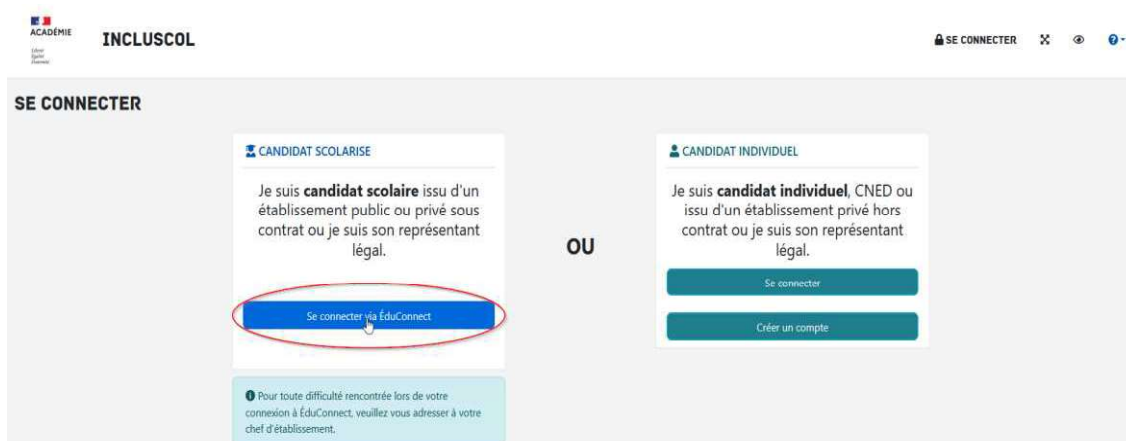 ACADÉMIE
INCLUSCOL
SE CONNECTER
SE CONNECTER
CANDIDAT SCOLARISE
Je suis candidat scolaire issu d'un
établissement public ou privé sous
contrat ou je suis son représentant
légal.
Se connecter via ÉduConnect
Pour toute difficulté rencontrée lors de votre
connexion à ÉduConnect, veuillez vous adresser à votre
chef d'établissement.
OU
CANDIDAT INDIVIDUEL
Je suis candidat individuel, CNED ou
issu d'un établissement privé hors
contrat ou je suis son représentant
légal.
Se connecter
Créer un compte